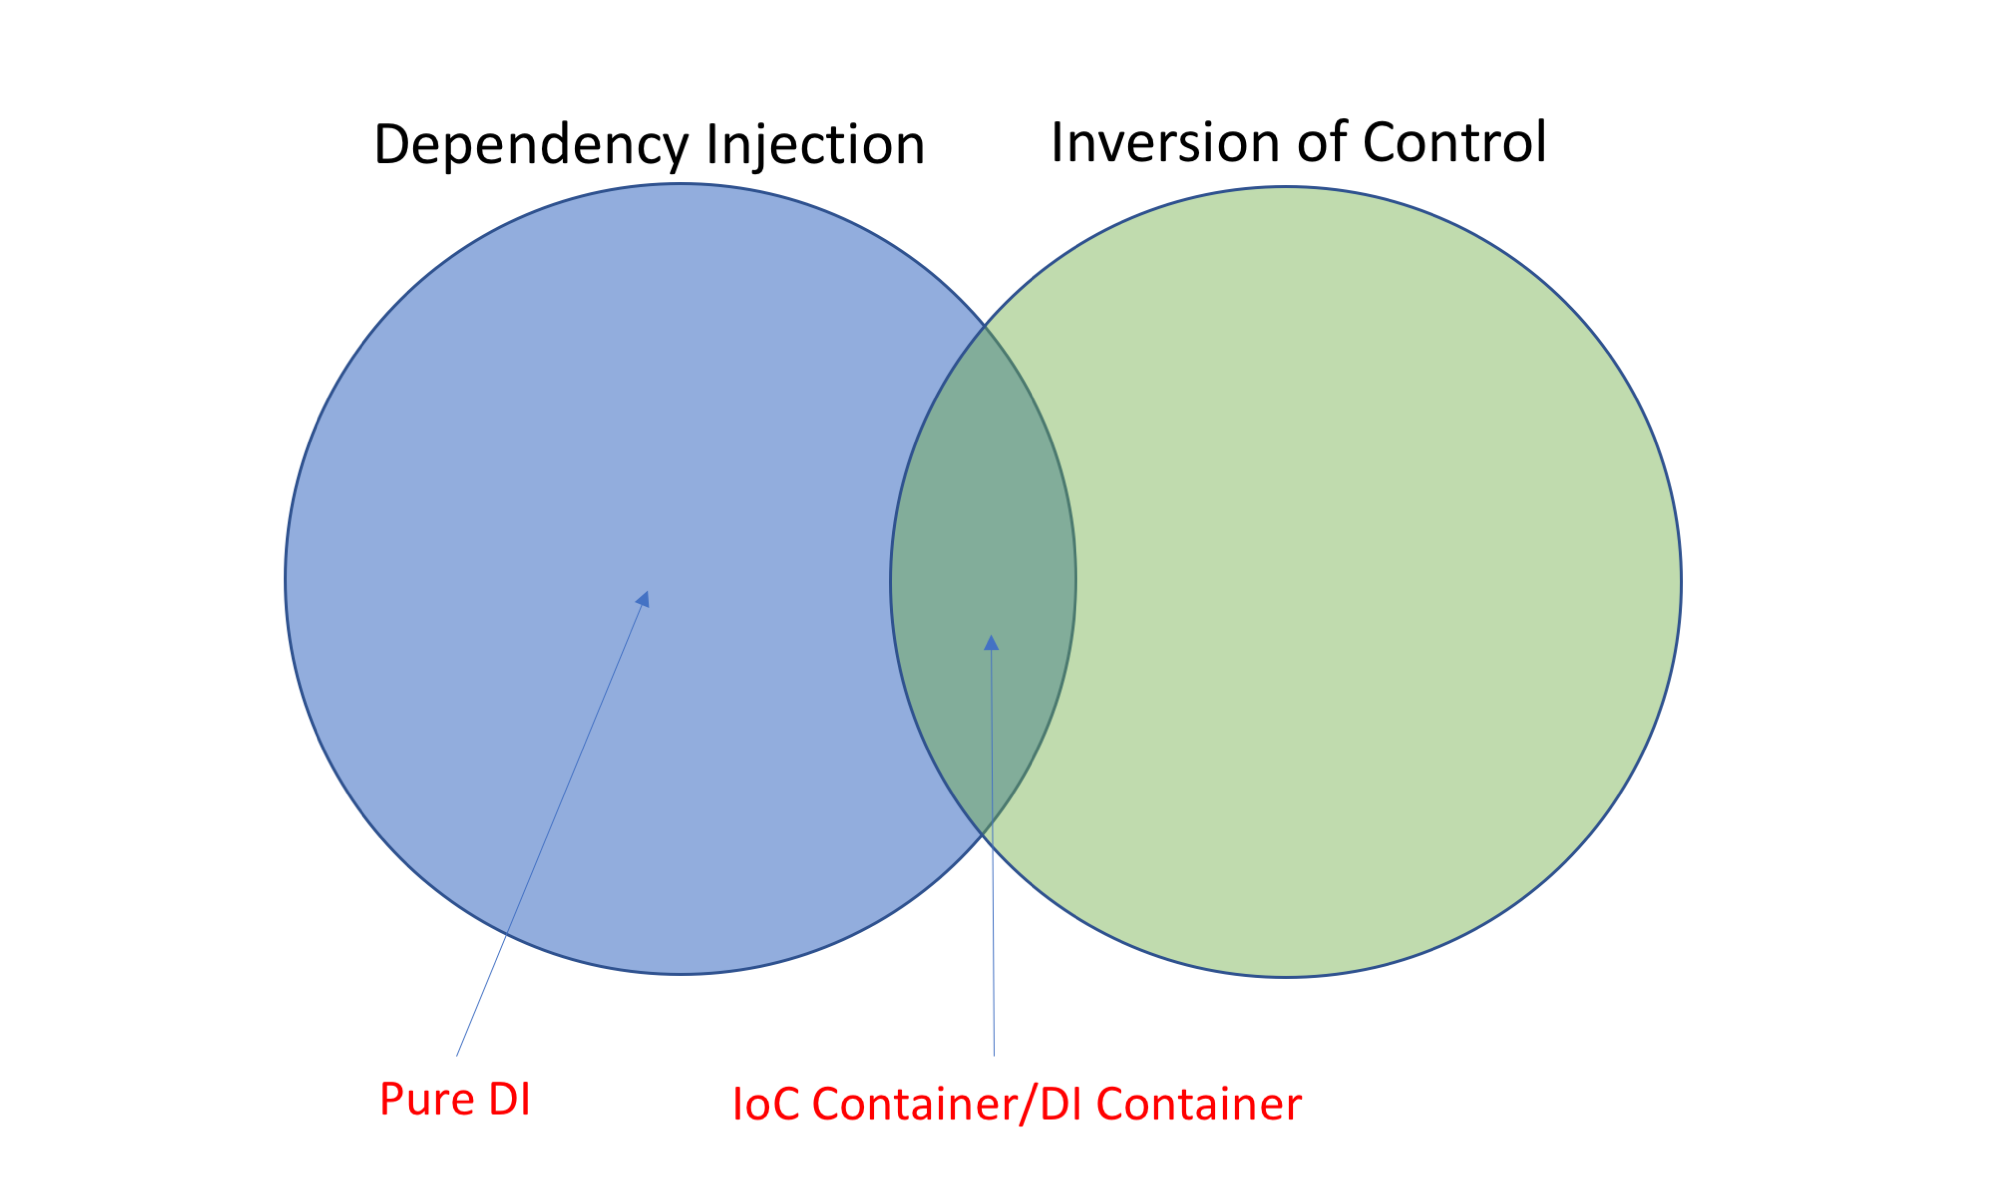 Dependency Injection
Inversion of Control
Pure DI
IoC Container/DI Container